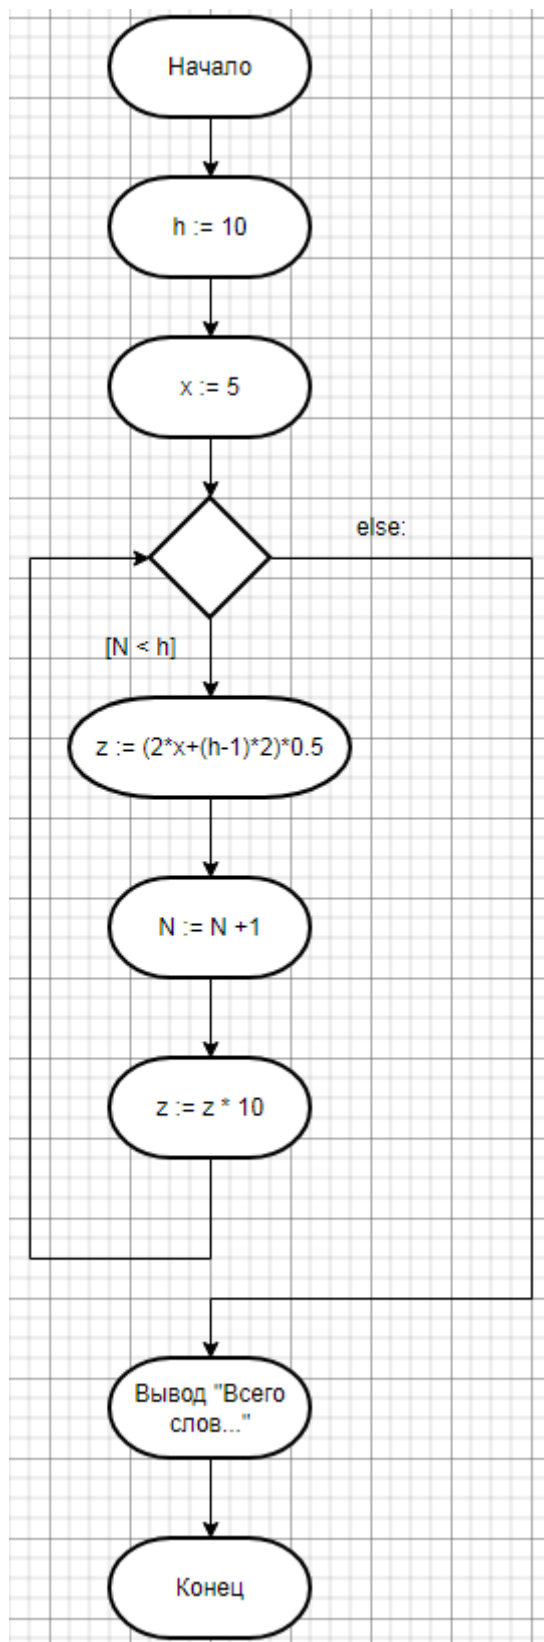 Начало
h := 10
x := 5
else:
[N < h]
z := (2*x+(h-1)*2)*0.5
N := N +1
z := z * 10
Вывод "Всего
слов..."
Конец